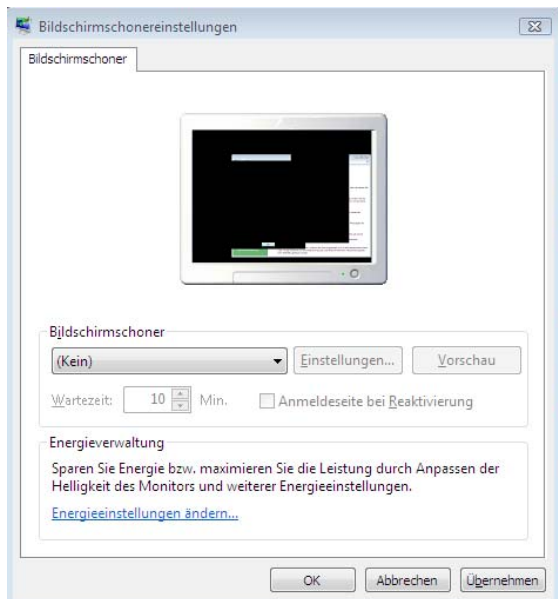 Bildschirmschonereinstellungen
Bildschirmschoner
Bildschirmschoner
(Kein)
Einstellungen...
Vorschau
Wartezeit:
10
Min.
Anmeldeseite bei Reaktivierung
Energieverwaltung
Sparen Sie Energie bzw. maximieren Sie die Leistung durch Anpassen der
Helligkeit des Monitors und weiterer Energieeinstellungen.
Energieeinstellungen ändern...
OK
Abbrechen
Übernehmen